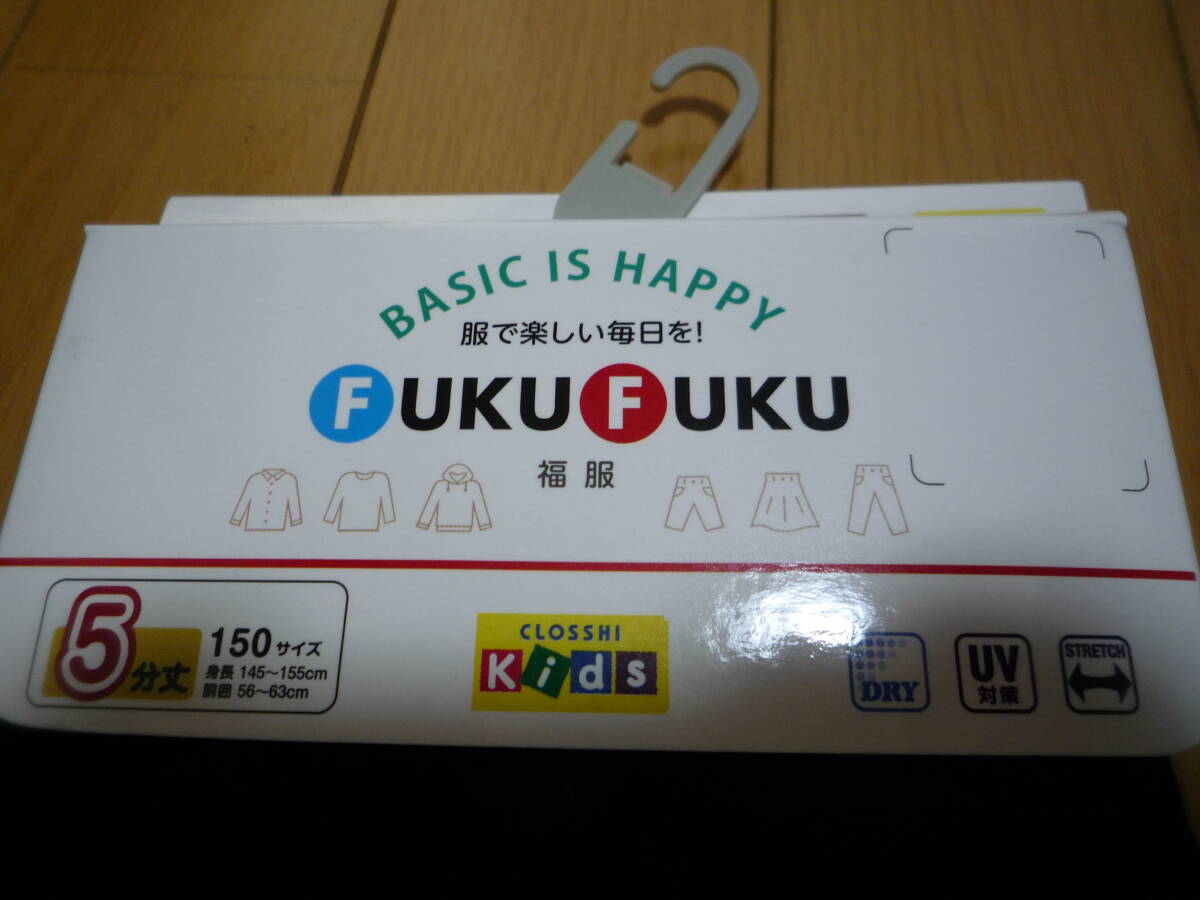 BASIC IS HAPPY
服で楽しい毎日を!
FUKUFUKU
福服
5分丈
150サイズ
身長 145〜155cm
胴囲 56〜63cm
CLOSSHI
Kids
DRY
UV
対策
STRETCH